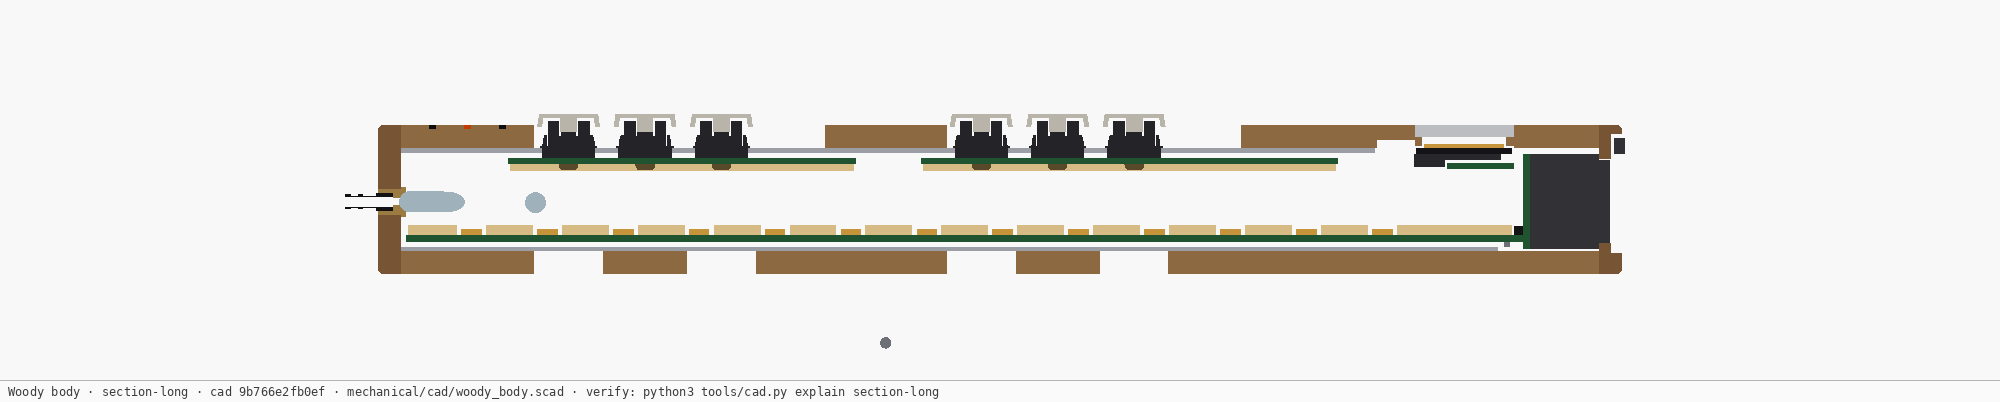 Woody body · section-long · cad 9b766e2fb0ef · mechanical/cad/woody_body.scad · verify: python3 tools/cad.py explain section-long